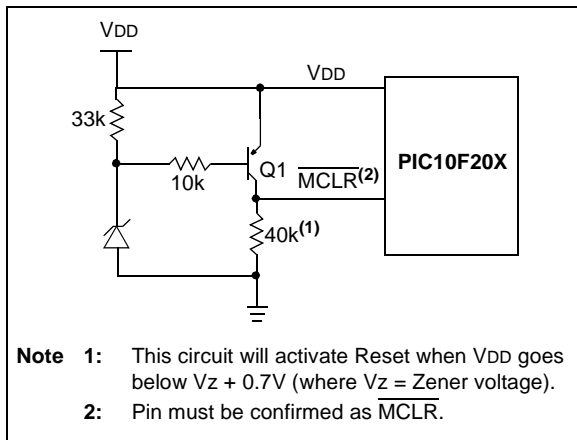 VDD
VDD
33k
10k
Q1
MCLR(2)
PIC10F20X
40k(1)
Note 1: This circuit will activate Reset when VDD goes
below Vz + 0.7V (where Vz = Zener voltage).
2: Pin must be confirmed as MCLR.